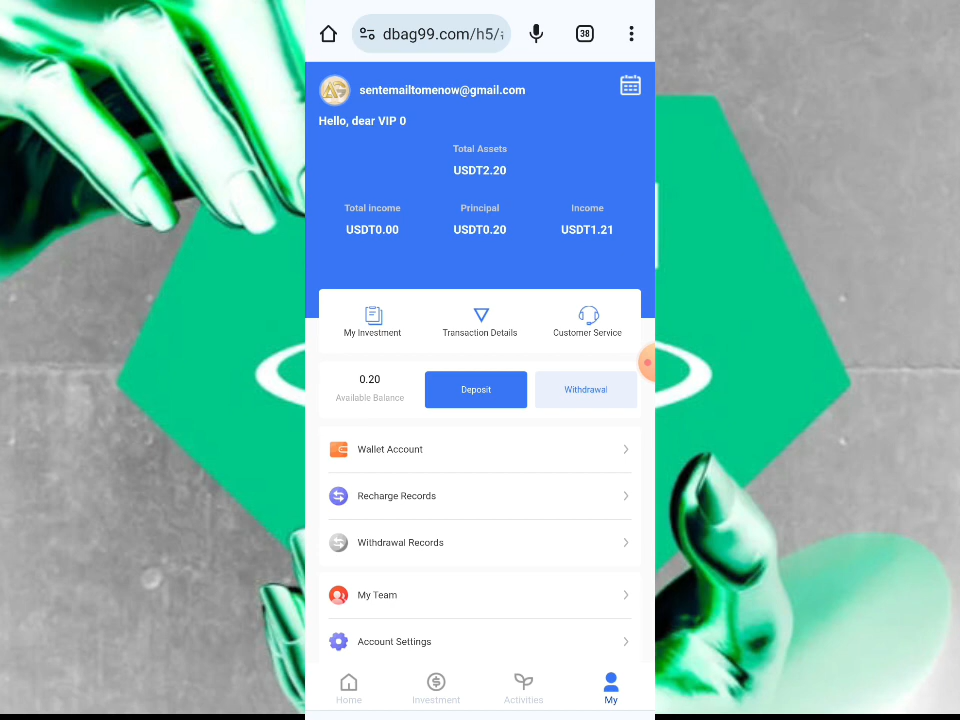 38
dbag99.com/h5/
sentemailtomenow@gmail.com
Hello, dear VIP 0
Total Assets
USDT2.20
Total income Principal Income
USDT0.00 USDT0.20 USDT1.21
My Investment Transaction Details Customer Service
0.20
Available Balance
Deposit
Withdrawal
Wallet Account
Recharge Records
Withdrawal Records
My Team
Account Settings
Home Investment Activities My